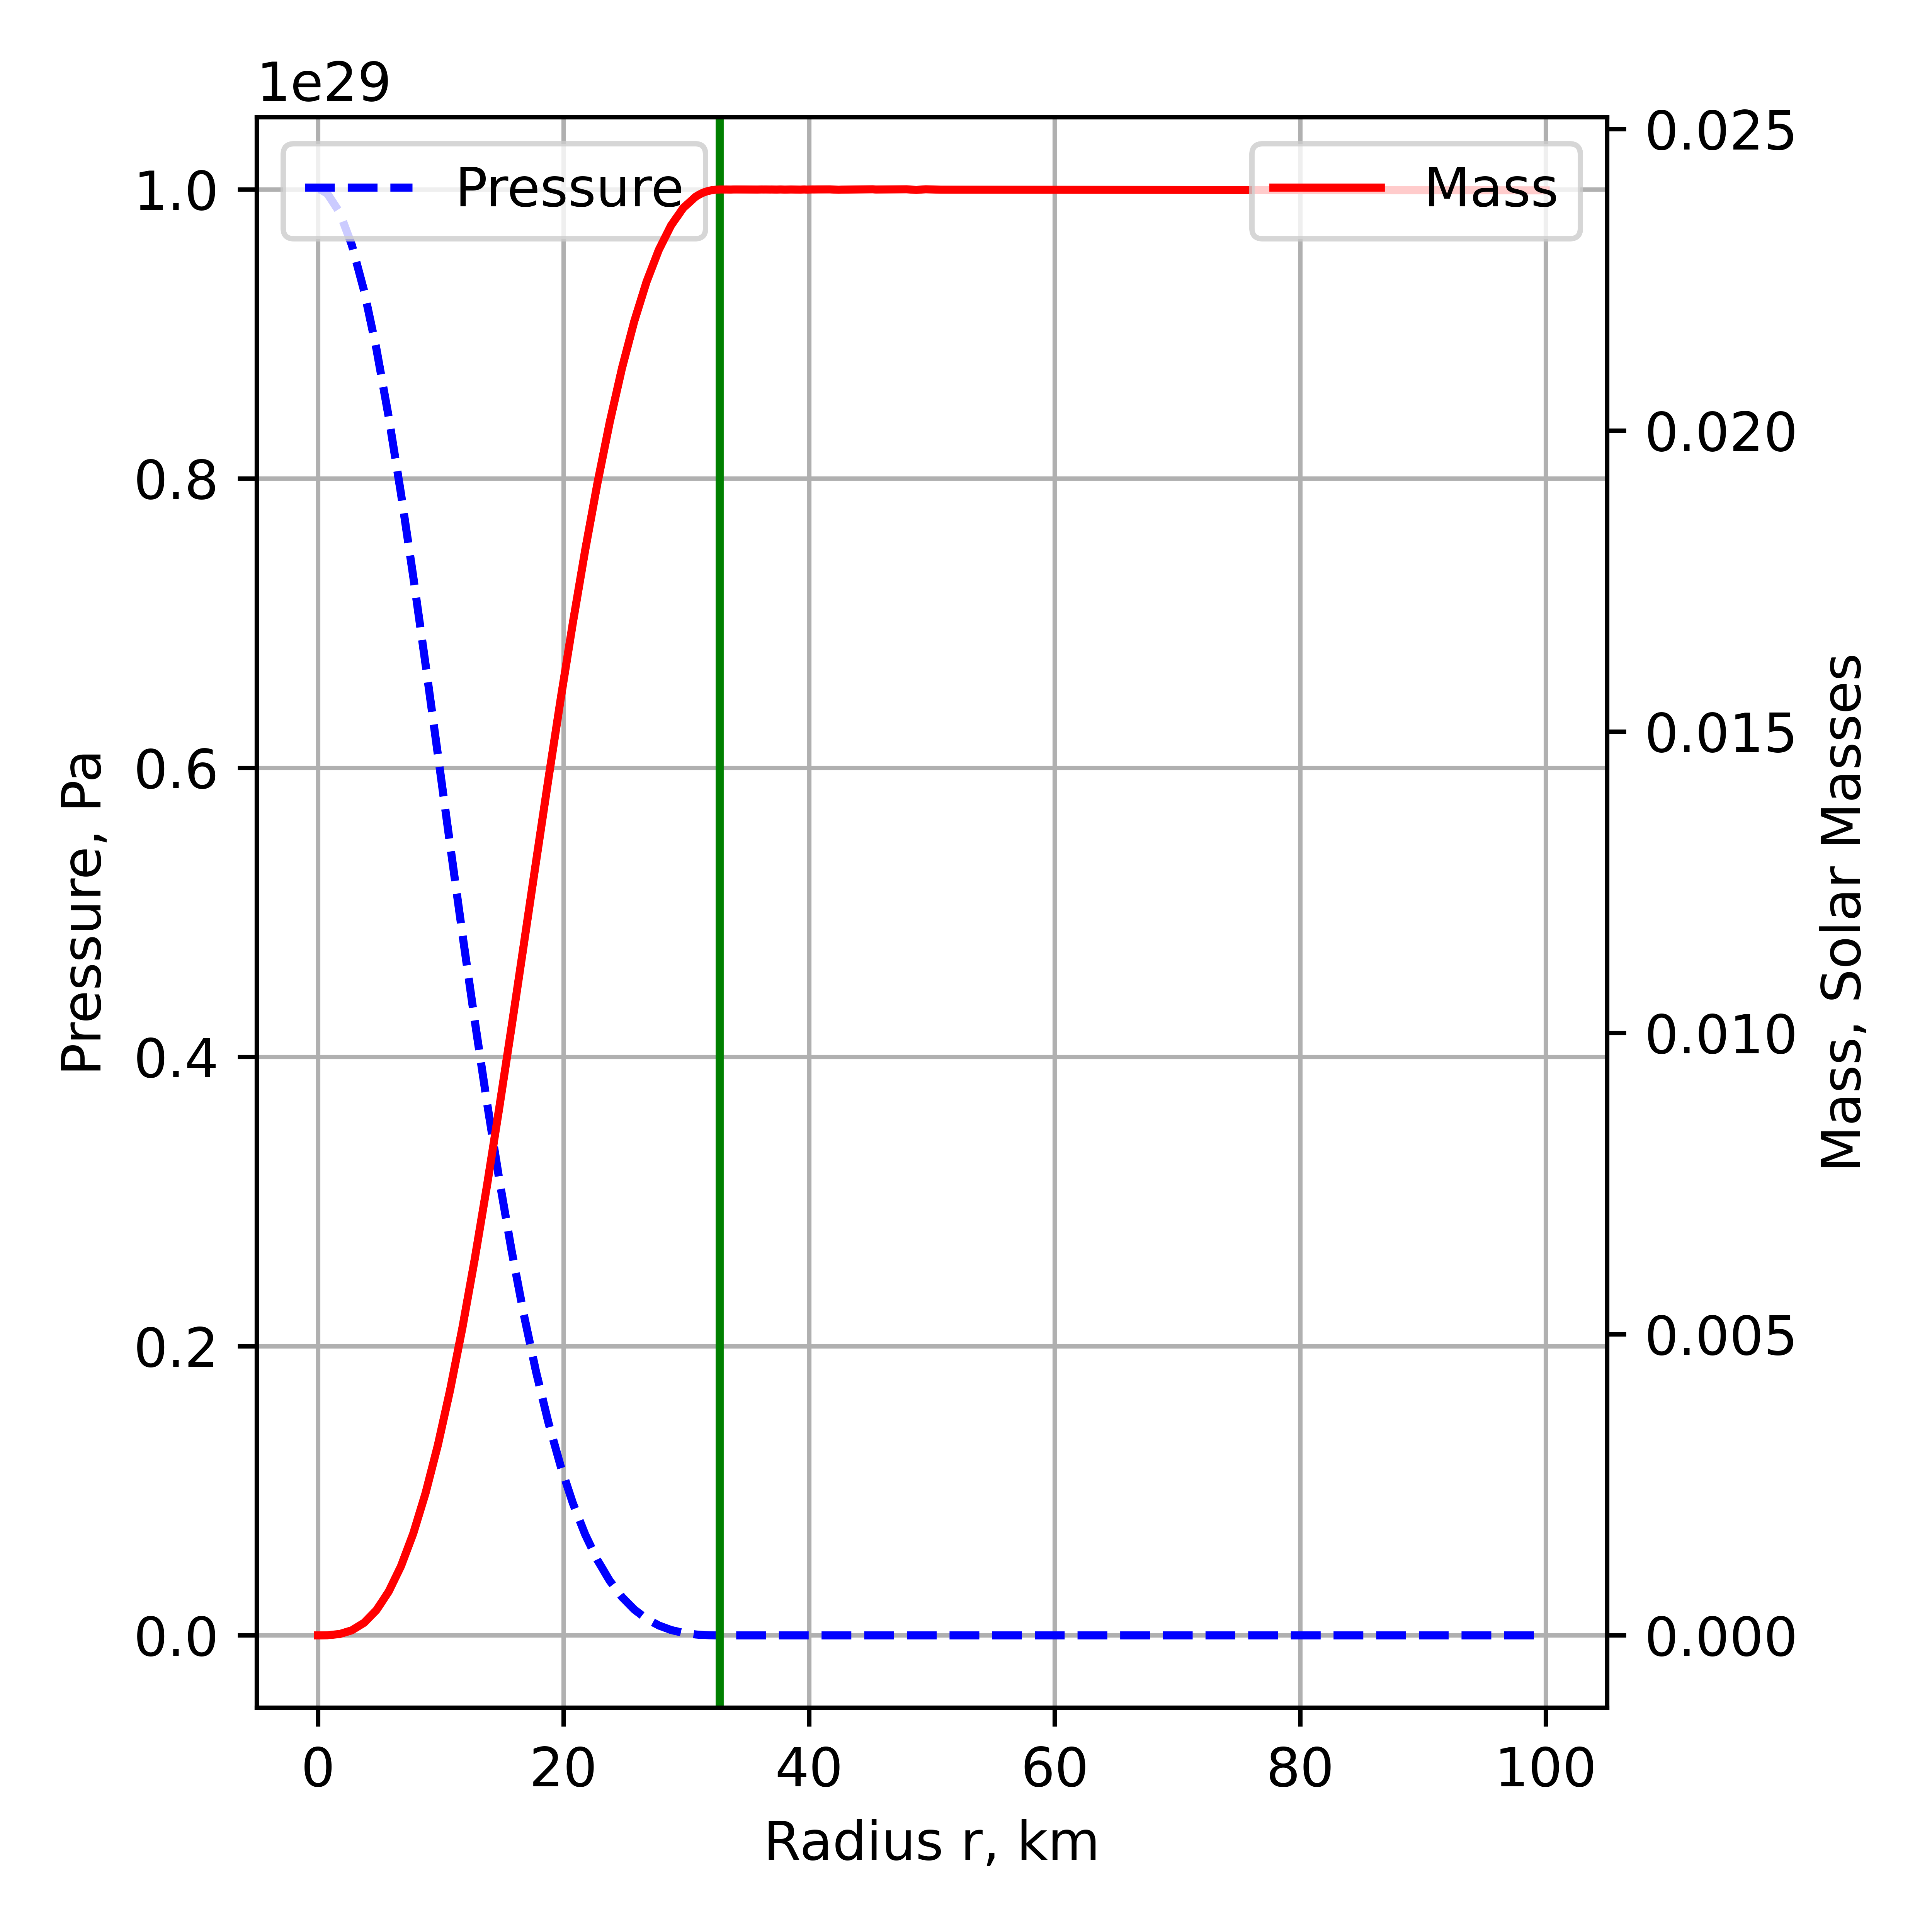 1e29
Pressure
Mass
1.0
0.8
0.6
0.4
0.2
0.0
Pressure, Pa
0.025
0.020
0.015
0.010
0.005
0.000
Mass, Solar Masses
0 20 40 60 80 100
Radius r, km